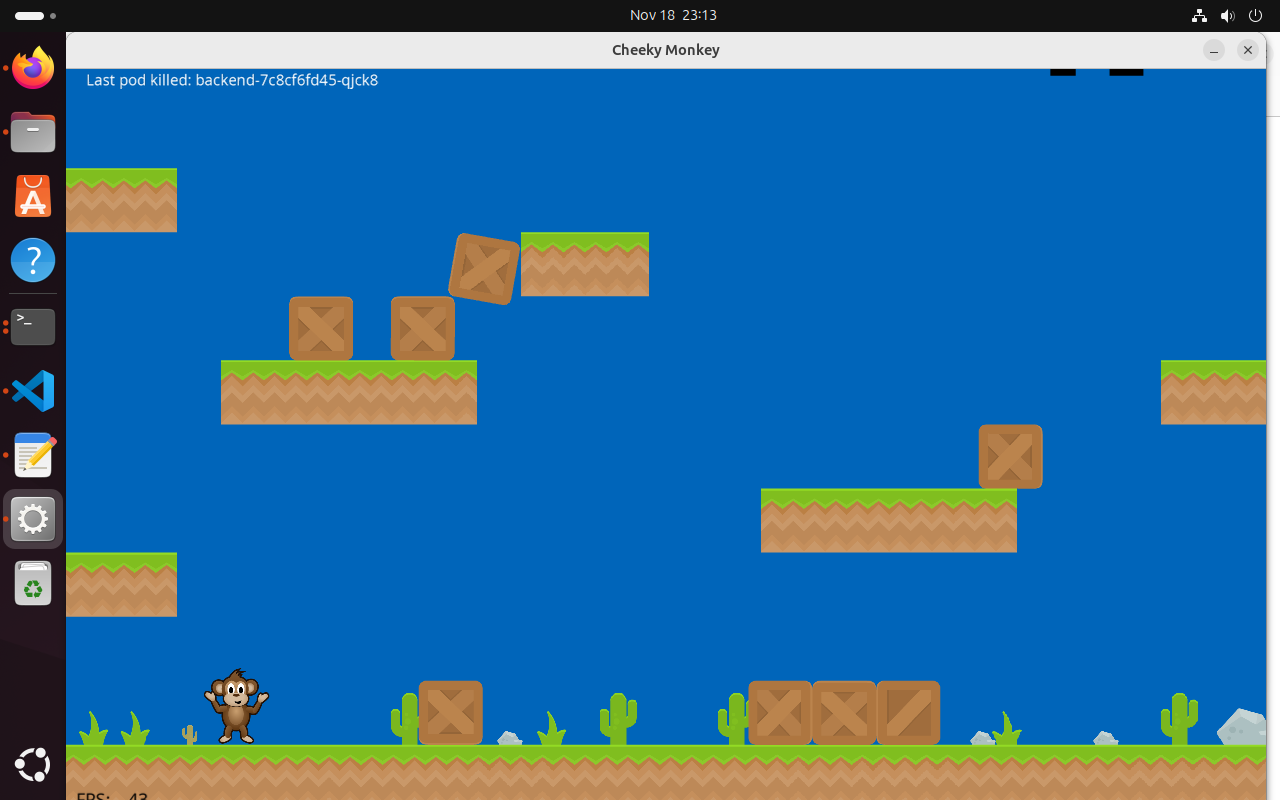 Nov 18 23:13
Cheeky Monkey
Last pod killed: backend-7c8cf6fd45-qjck8
FPS: 43